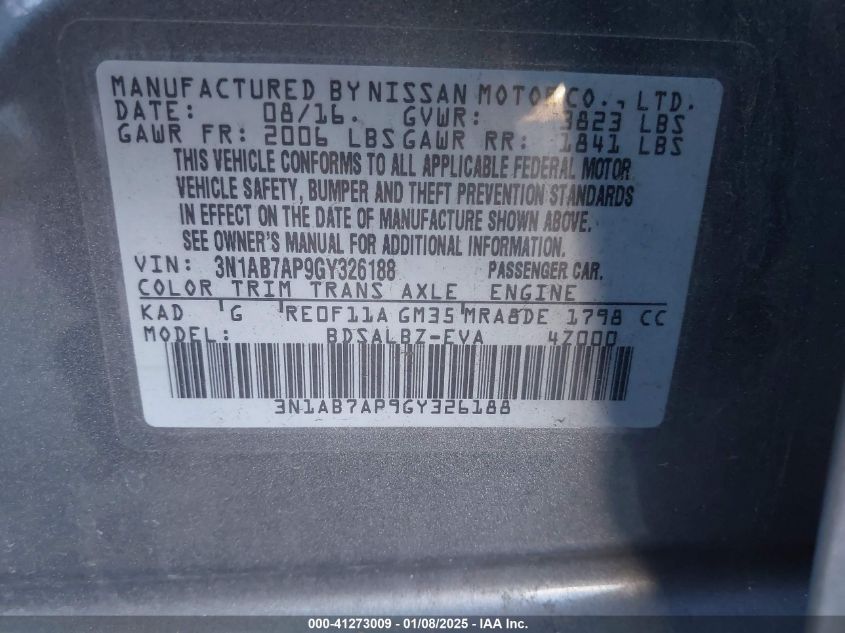 MANUFACTURED BY NISSAN MOTOR CO., LTD.
DATE: 08/16. GVWR: 3823 LBS
GAWR FR: 2006 LBS GAWR RR: 1841 LBS
THIS VEHICLE CONFORMS TO ALL APPLICABLE FEDERAL MOTOR
VEHICLE SAFETY, BUMPER AND THEFT PREVENTION STANDARDS
IN EFFECT ON THE DATE OF MANUFACTURE SHOWN ABOVE.
SEE OWNER'S MANUAL FOR ADDITIONAL INFORMATION.
VIN: 3N1AB7AP9GY326188 PASSENGER CAR.
COLOR TRIM TRANS AXLE ENGINE
KAD G RE0F11A GM35 MRA8DE 1798 CC
MODEL: BDSALBZ-EVA 4Z000
3N1AB7AP9GY326188
000-41273009 | 01/08/2025 | IAA Inc.